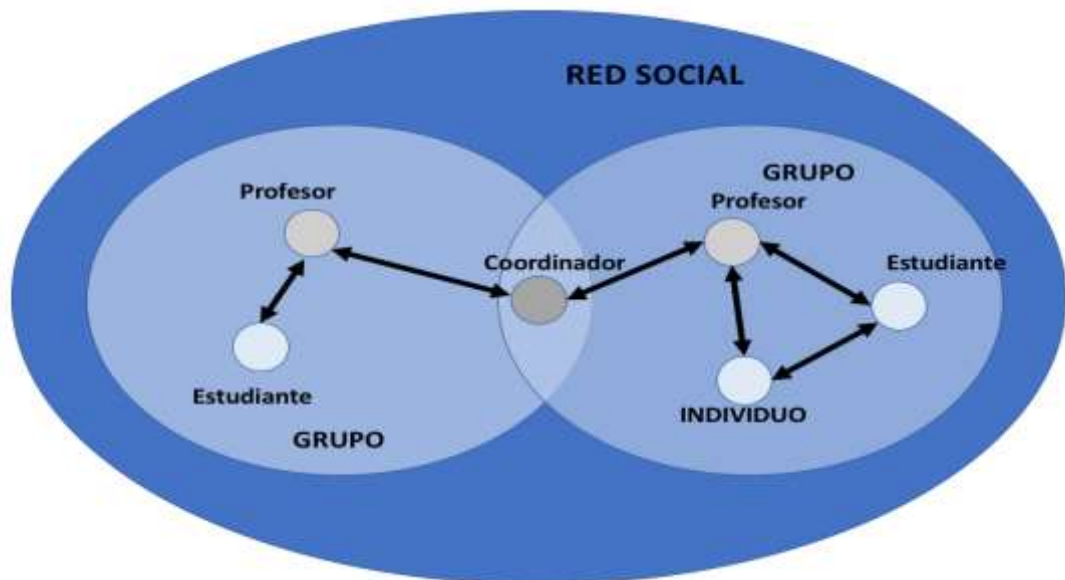 RED SOCIAL
GRUPO
Profesor
Profesor
Coordinador
Estudiante
Estudiante
INDIVIDUO
GRUPO